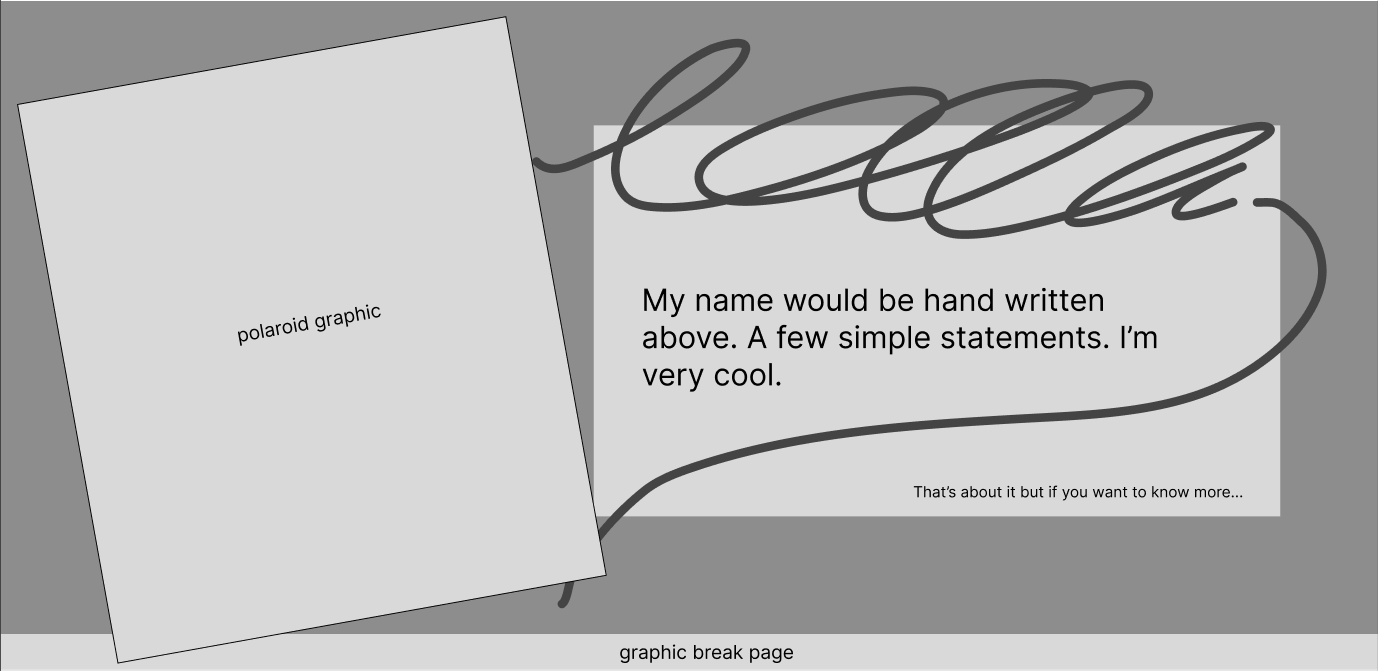 polaroid graphic
My name would be hand written
above. A few simple statements. I’m
very cool.
That’s about it but if you want to know more...
graphic break page